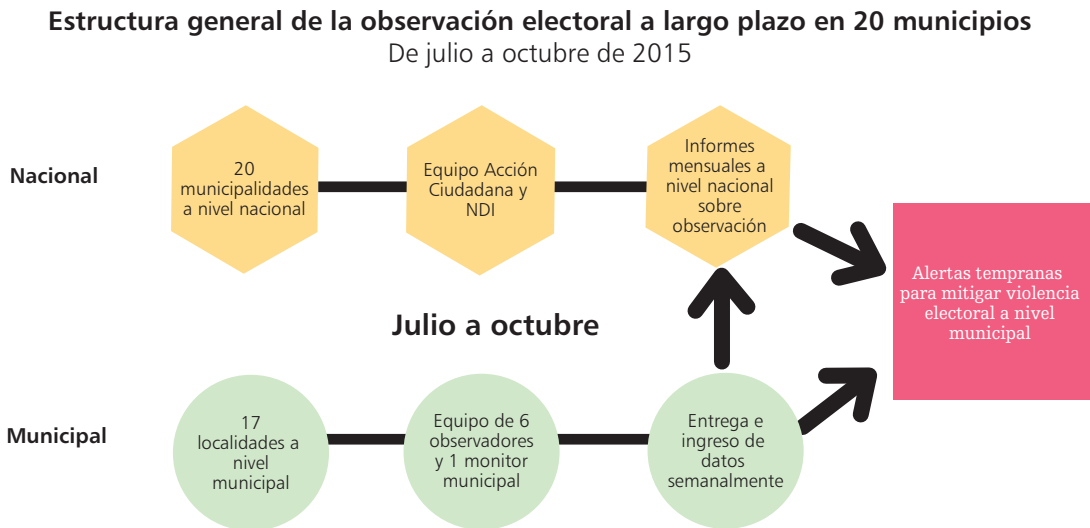 Estructura general de la observación electoral a largo plazo en 20 municipios
De julio a octubre de 2015
Nacional
20
municipalidades
a nivel nacional
Equipo Acción
Ciudadana y
NDI
Informes
mensuales a
nivel nacional
sobre
observación
Alertas tempranas
para mitigar violencia
electoral a nivel
municipal
Julio a octubre
Municipal
17
localidades a
nivel
municipal
Equipo de 6
observadores
y 1 monitor
municipal
Entrega e
ingreso de
datos
semanalmente